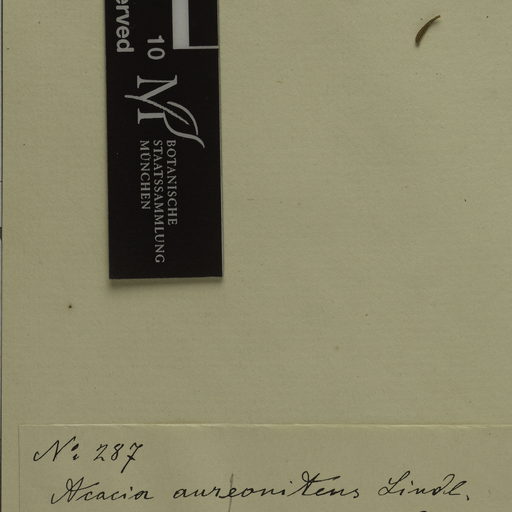 erved
10
BOTANISCHE
STAATSSAMMLUNG
MÜNCHEN
No. 287
Acacia aureonitens Lindl.